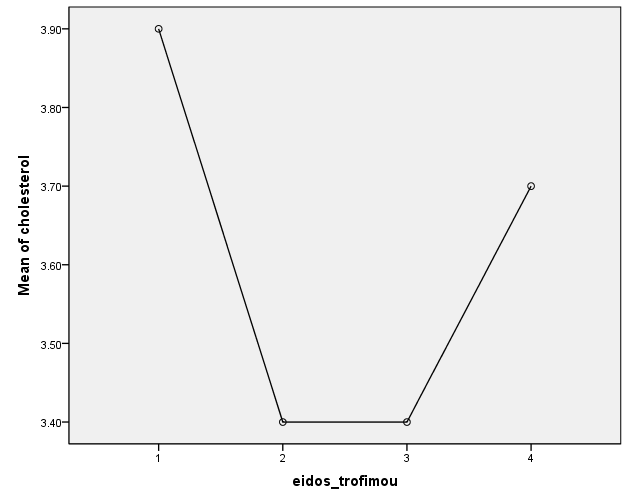 3.90
3.80
3.70
3.60
3.50
3.40
Mean of cholesterol
1 2 3 4
eidos_trofimou